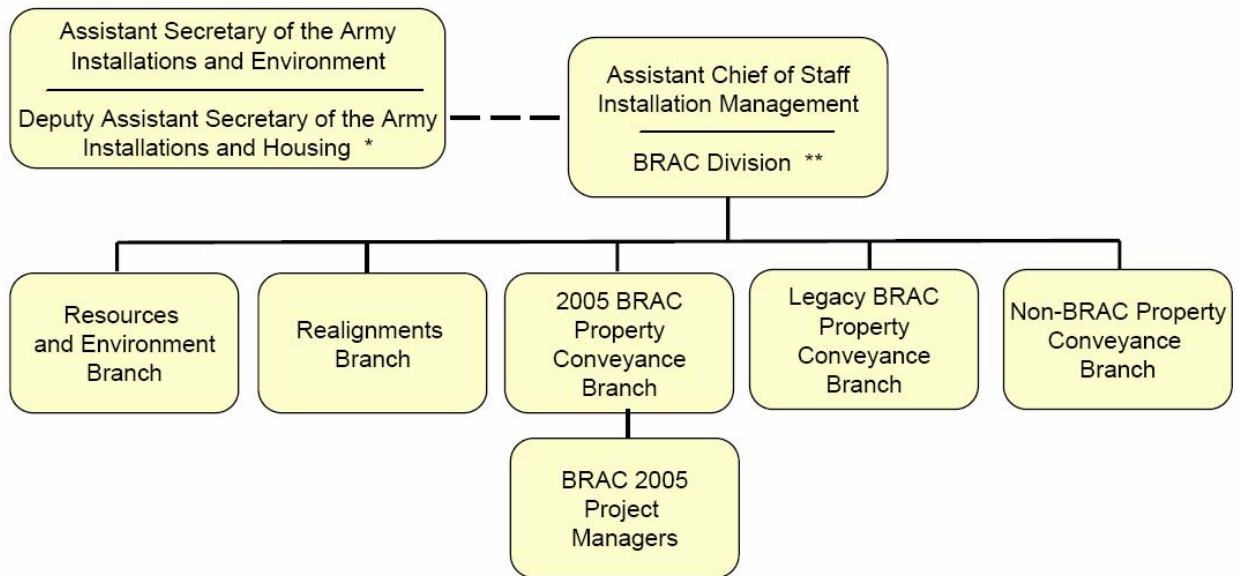 Assistant Secretary of the Army
Installations and Environment
Deputy Assistant Secretary of the Army
Installations and Housing *
Assistant Chief of Staff
Installation Management
BRAC Division **
Resources
and Environment
Branch
Realignments
Branch
2005 BRAC
Property
Conveyance
Branch
Legacy BRAC
Property
Conveyance
Branch
Non-BRAC Property
Conveyance
Branch
BRAC 2005
Project
Managers